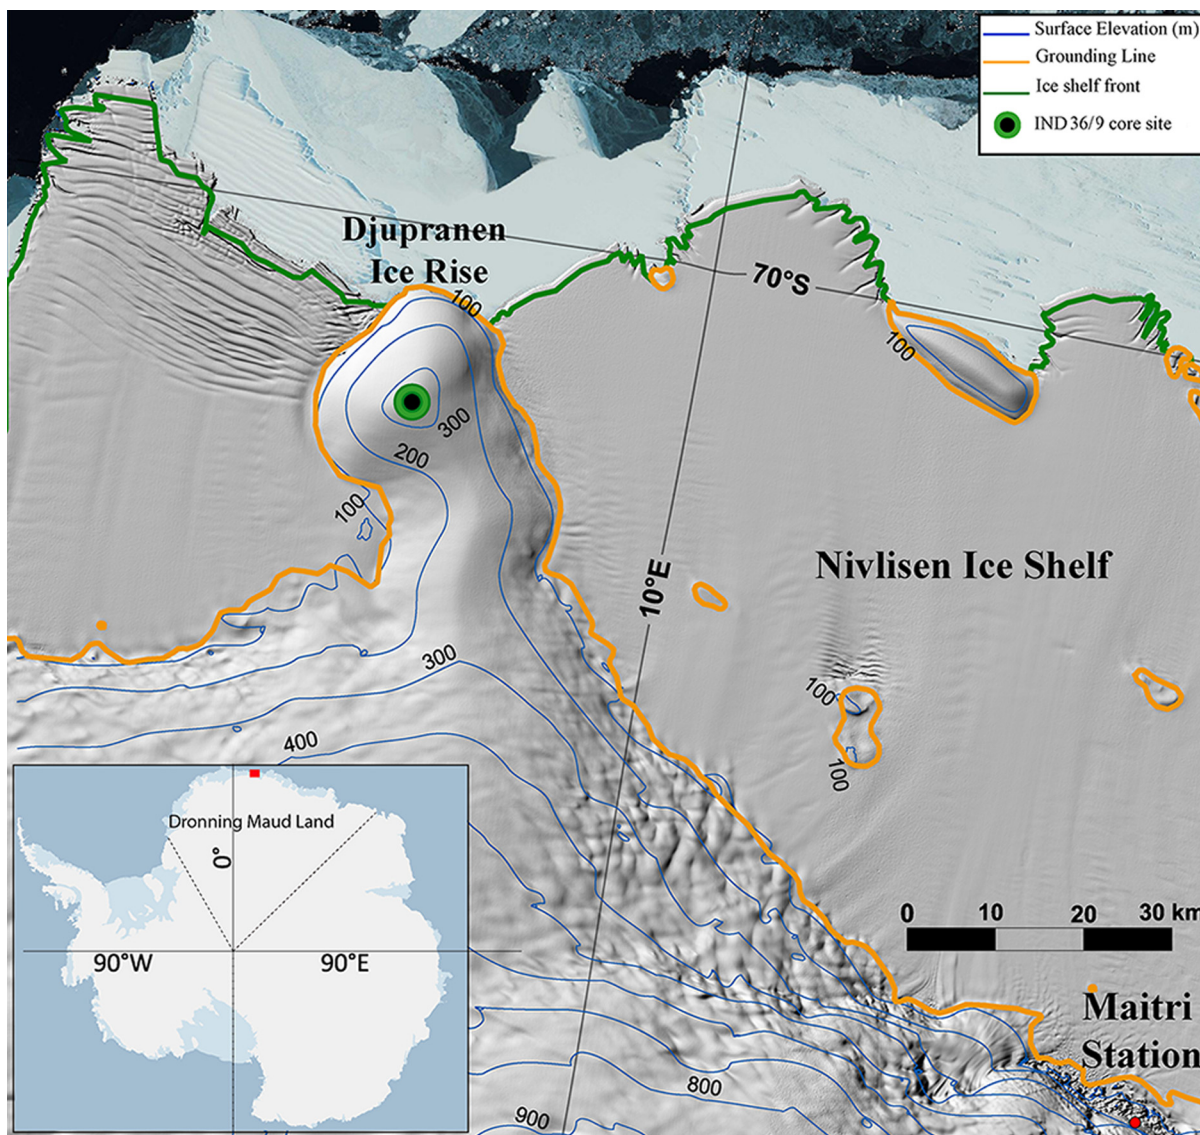 Surface Elevation (m)
Grounding Line
Ice shelf front
IND 36/9 core site
Djupranen
Ice Rise
100
70°S
100
300
200
100
Nivlisen Ice Shelf
10°E
300
100
400
100
Dronning Maud Land
0°
90°W
90°E
0
10
20
30 km
Maitri
Station
800
900